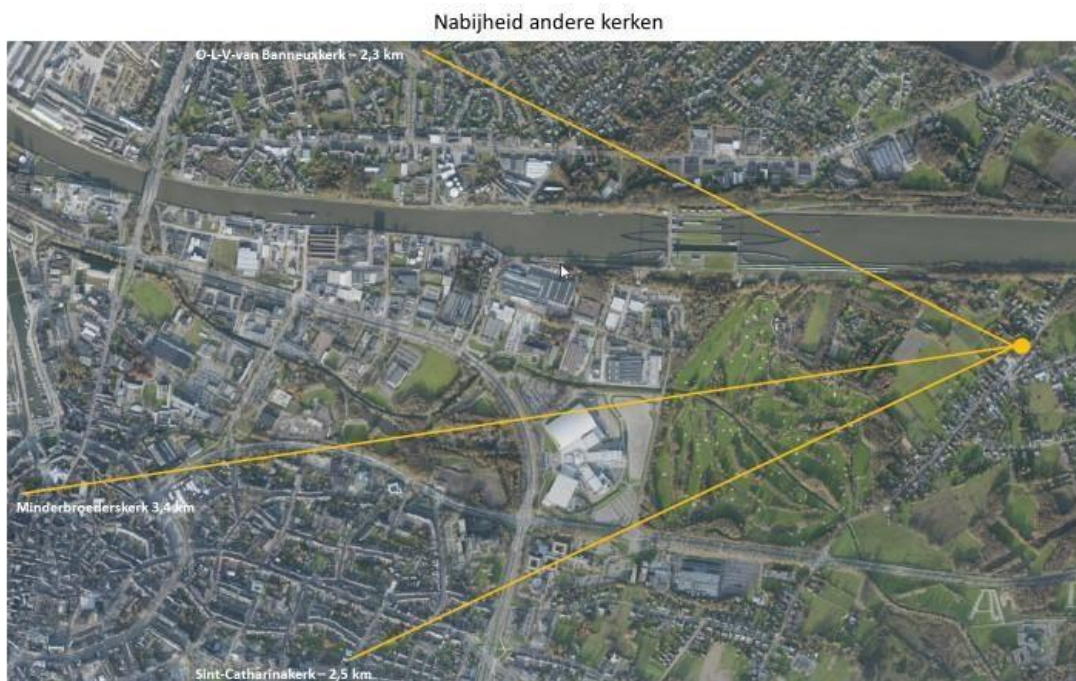 Nabijheid andere kerken
O-L-V-van Banneuxkerk – 2,3 km
Minderbroederskerk 3,4 km
Sint-Catharinakerk – 2,5 km